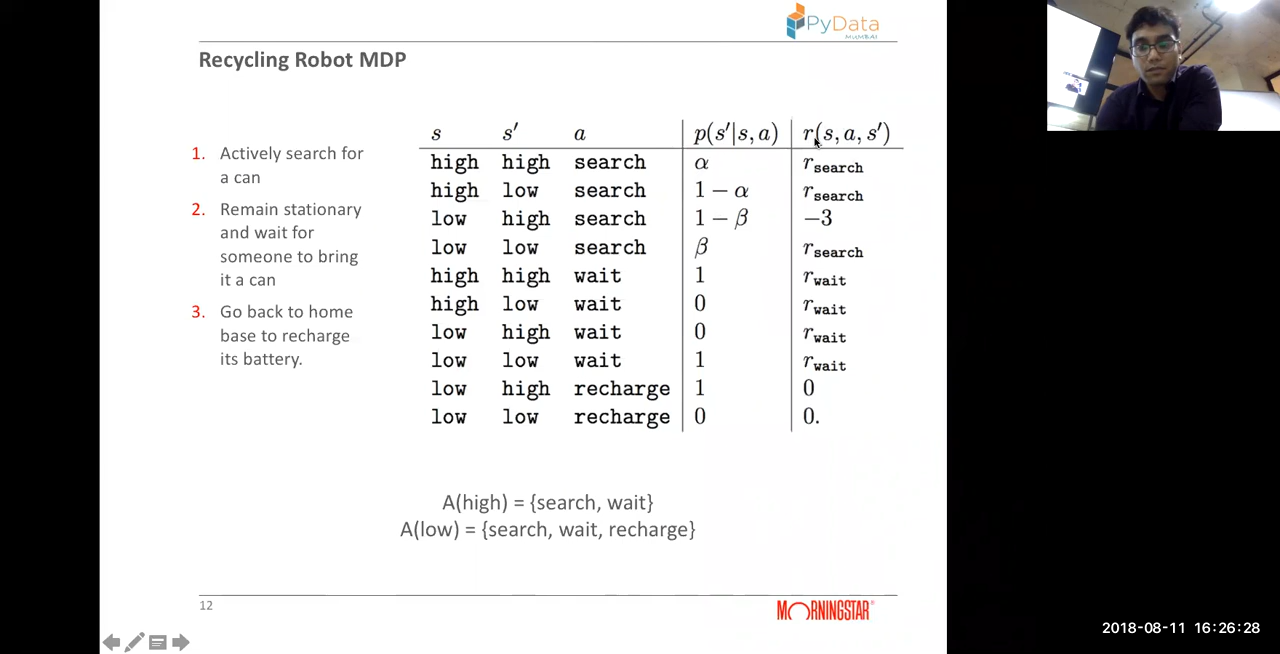 PyData
MUMBAI
Recycling Robot MDP
1. Actively search for
a can
2. Remain stationary
and wait for
someone to bring
it a can
3. Go back to home
base to recharge
its battery.
s s′ a p(s′|s, a) r(s, a, s′)
high high search α r_search
high low search 1 − α r_search
low high search 1 − β −3
low low search β r_search
high high wait 1 r_wait
high low wait 0 r_wait
low high wait 0 r_wait
low low wait 1 r_wait
low high recharge 1 0
low low recharge 0 0.
A(high) = {search, wait}
A(low) = {search, wait, recharge}
12
MORNINGSTAR®
2018-08-11 16:26:28